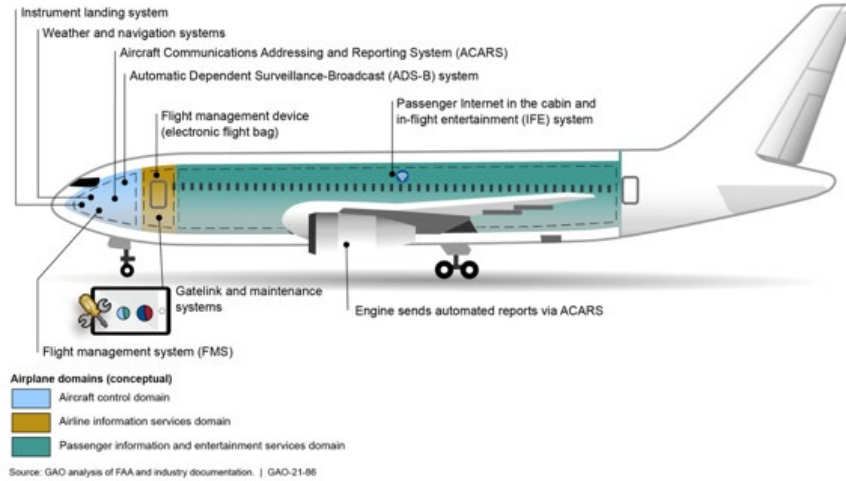 Instrument landing system
Weather and navigation systems
Aircraft Communications Addressing and Reporting System (ACARS)
Automatic Dependent Surveillance-Broadcast (ADS-B) system
Flight management device
(electronic flight bag)
Passenger Internet in the cabin and
in-flight entertainment (IFE) system
Gatelink and maintenance
systems
Engine sends automated reports via ACARS
Flight management system (FMS)
Airplane domains (conceptual)
Aircraft control domain
Airline information services domain
Passenger information and entertainment services domain
Source: GAO analysis of FAA and industry documentation. | GAO-21-86